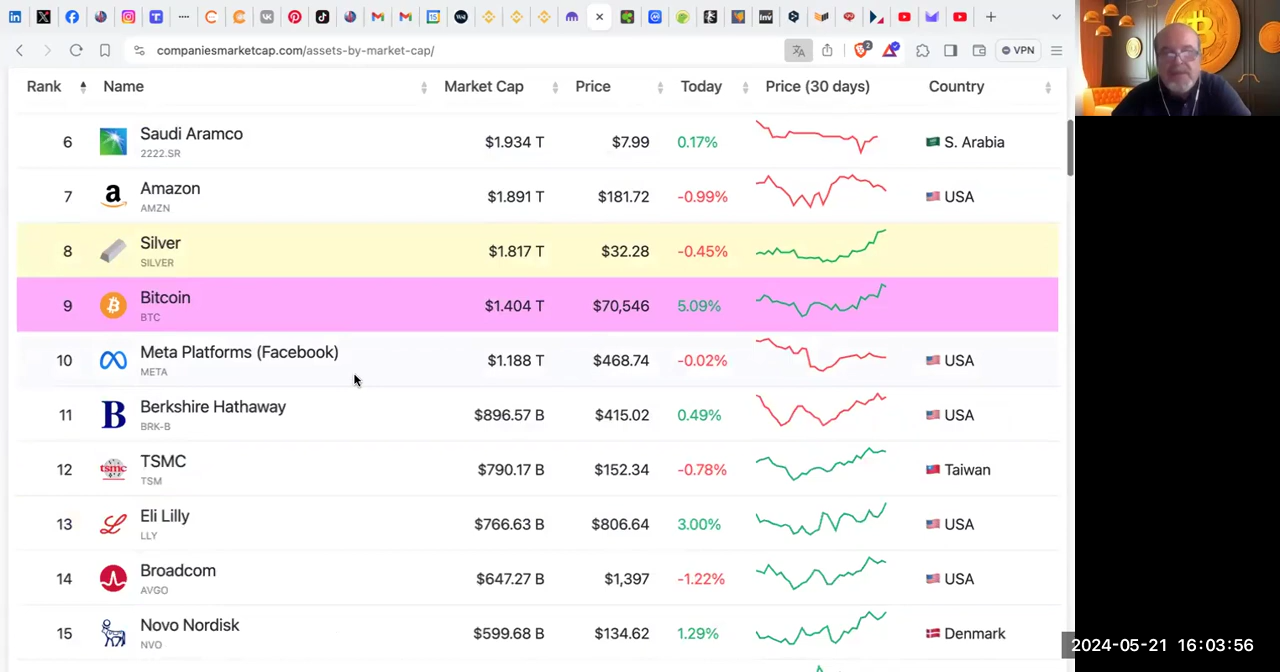 companiesmarketcap.com/assets-by-market-cap/
VPN
Rank Name Market Cap Price Today Price (30 days) Country
6 Saudi Aramco $1.934 T $7.99 0.17% S. Arabia
2222.SR
7 Amazon $1.891 T $181.72 -0.99% USA
AMZN
8 Silver $1.817 T $32.28 -0.45%
SILVER
9 Bitcoin $1.404 T $70,546 5.09%
BTC
10 Meta Platforms (Facebook) $1.188 T $468.74 -0.02% USA
META
11 Berkshire Hathaway $896.57 B $415.02 0.49% USA
BRK-B
12 TSMC $790.17 B $152.34 -0.78% Taiwan
TSM
13 Eli Lilly $766.63 B $806.64 3.00% USA
LLY
14 Broadcom $647.27 B $1,397 -1.22% USA
AVGO
15 Novo Nordisk $599.68 B $134.62 1.29% Denmark
NVO
2024-05-21 16:03:56